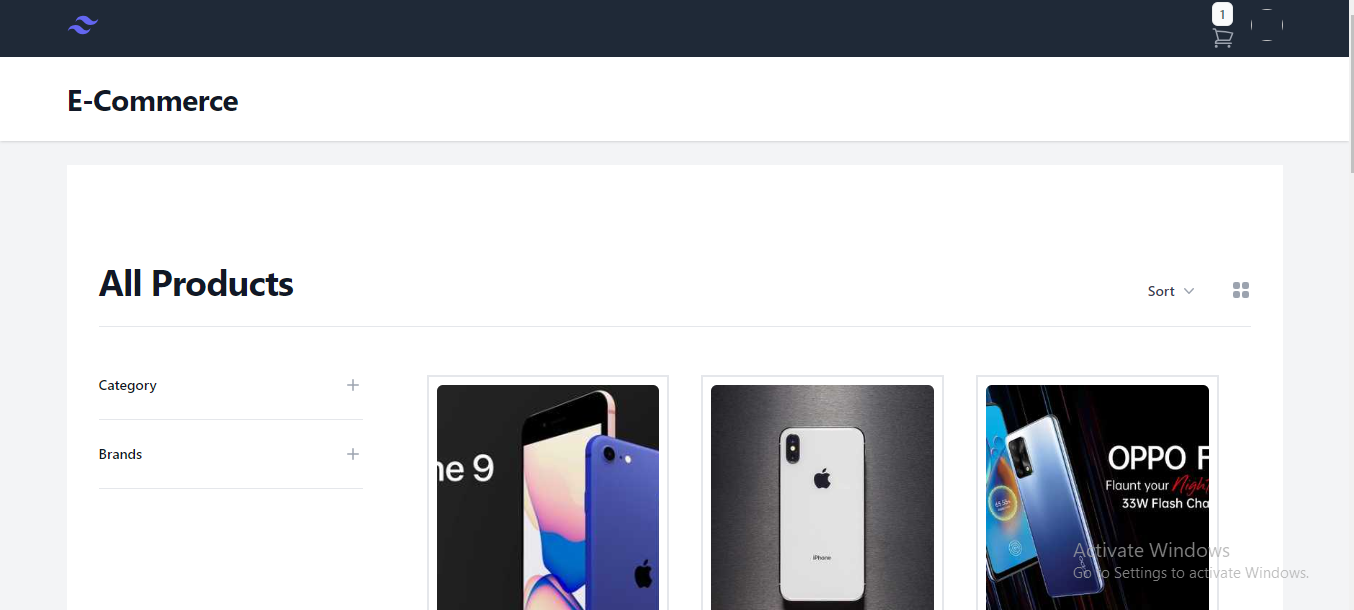 1
E-Commerce
All Products
Sort
Category
Brands
ne 9
iPhone
OPPO F
Flaunt your Night
33W Flash Cha
Activate Windows
Go to Settings to activate Windows.